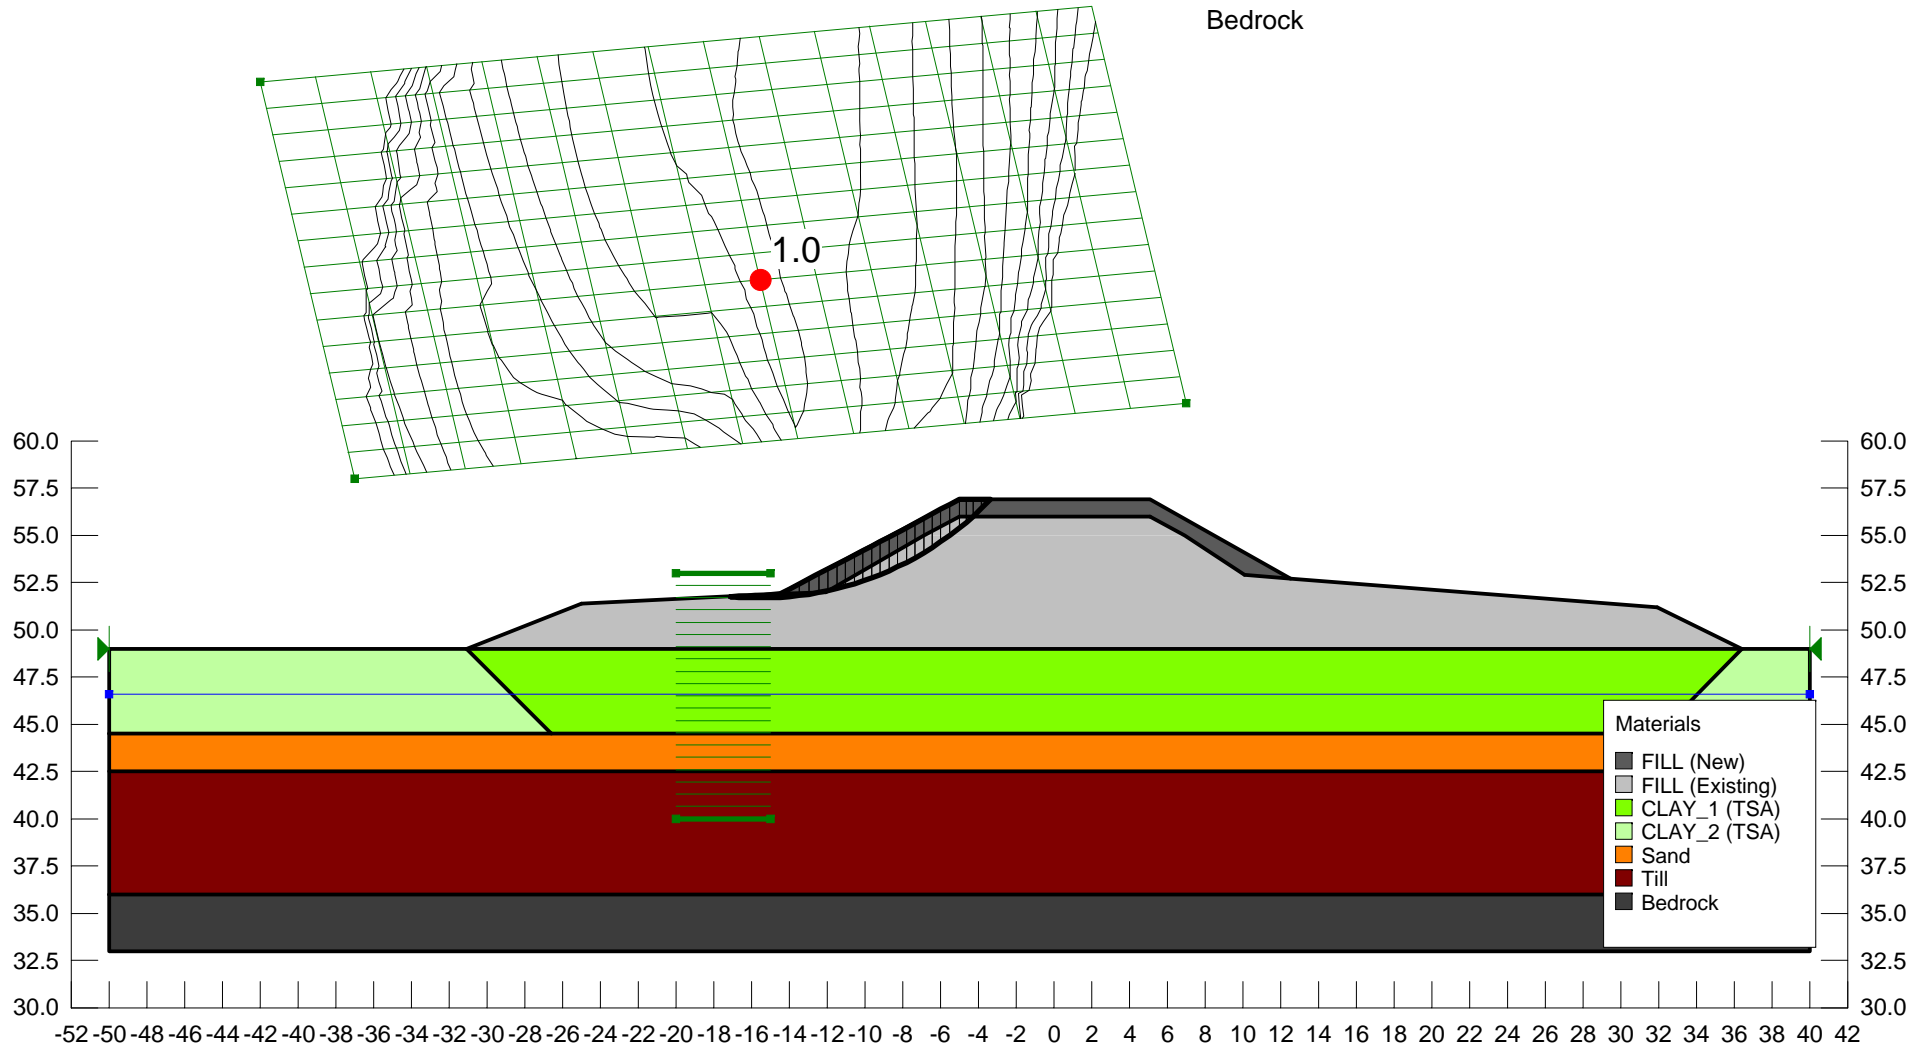 Bedrock
1.0
60.0
57.5
55.0
52.5
50.0
47.5
45.0
42.5
40.0
37.5
35.0
32.5
30.0
60.0
57.5
55.0
52.5
50.0
47.5
45.0
42.5
40.0
37.5
35.0
32.5
30.0
Materials
FILL (New)
FILL (Existing)
CLAY_1 (TSA)
CLAY_2 (TSA)
Sand
Till
Bedrock
-52 -50 -48 -46 -44 -42 -40 -38 -36 -34 -32 -30 -28 -26 -24 -22 -20 -18 -16 -14 -12 -10 -8 -6 -4 -2 0 2 4 6 8 10 12 14 16 18 20 22 24 26 28 30 32 34 36 38 40 42